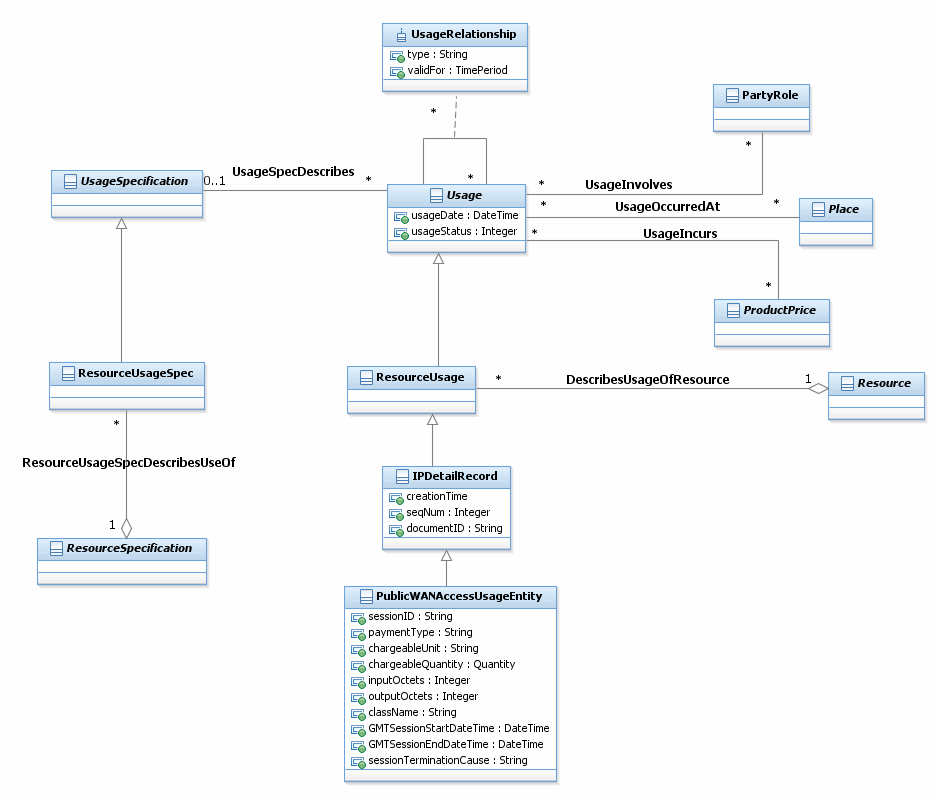 UsageRelationship
type : String
validFor : TimePeriod
*
PartyRole
*
UsageSpecification
0..1
UsageSpecDescribes
*
*
Usage
usageDate : DateTime
usageStatus : Integer
*
UsageInvolves
*
UsageOccurredAt
*
Place
*
UsageIncurs
*
ProductPrice
ResourceUsageSpec
ResourceUsage
*
DescribesUsageOfResource
1
Resource
*
ResourceUsageSpecDescribesUseOf
1
ResourceSpecification
IPDetailRecord
creationTime
seqNum : Integer
documentID : String
PublicWANAccessUsageEntity
sessionID : String
paymentType : String
chargeableUnit : String
chargeableQuantity : Quantity
inputOctets : Integer
outputOctets : Integer
className : String
GMTSessionStartDateTime : DateTime
GMTSessionEndDateTime : DateTime
sessionTerminationCause : String